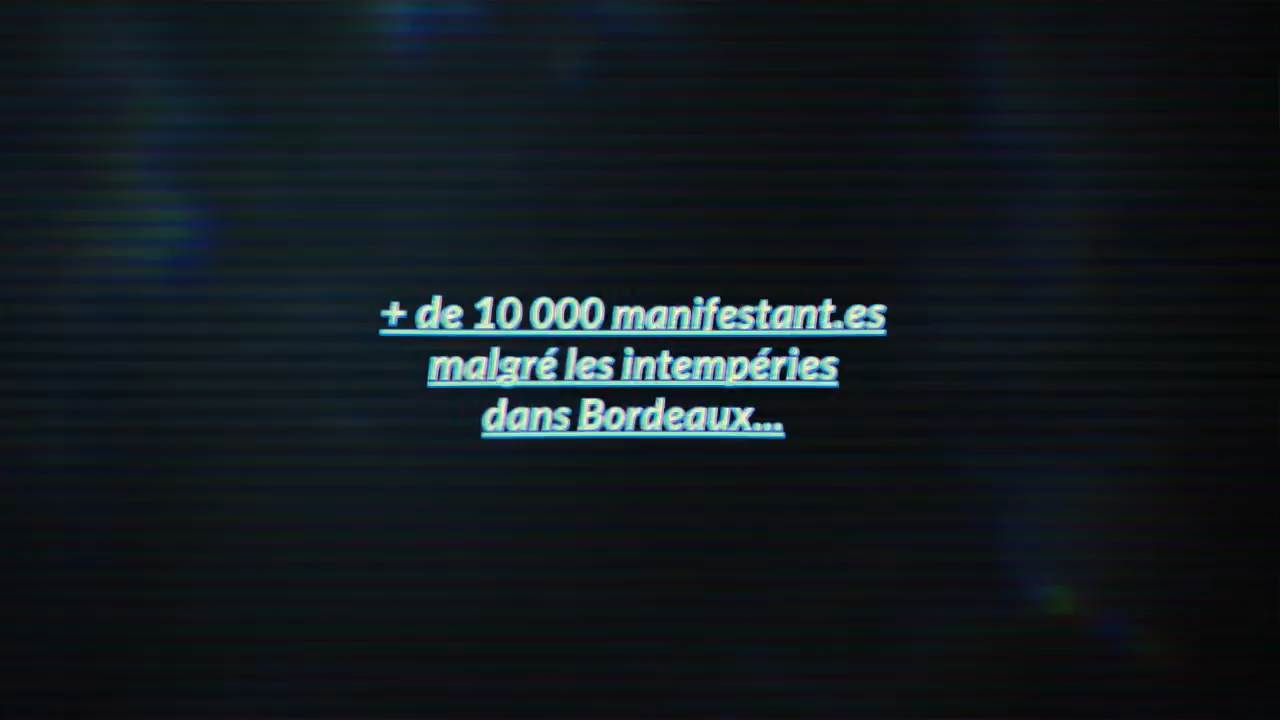 + de 10 000 manifestant.es
malgré les intempéries
dans Bordeaux...